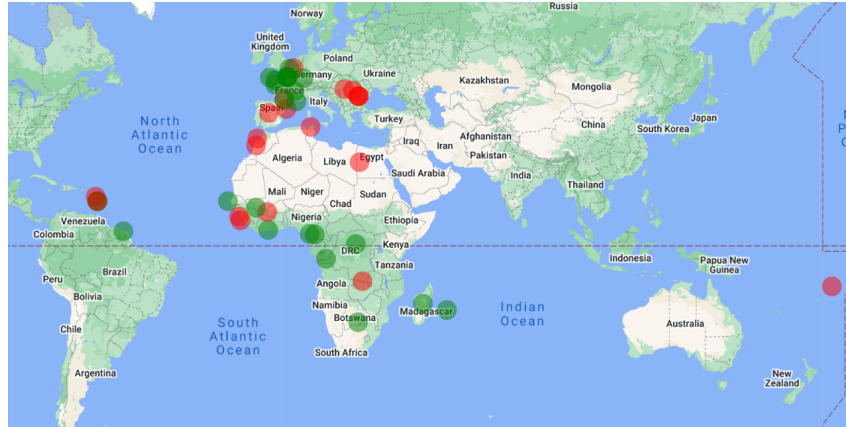 Norway
Russia
United
Kingdom
Poland
Germany
Ukraine
France
Kazakhstan
Mongolia
Spain
Italy
Turkey
North
Atlantic
Ocean
Japan
South Korea
China
Afghanistan
Iraq
Iran
Pakistan
Algeria
Libya
Egypt
Saudi Arabia
India
Mali
Niger
Sudan
Chad
Thailand
Venezuela
Nigeria
Ethiopia
Colombia
DRC
Kenya
Indonesia
Papua New
Guinea
Tanzania
Peru
Brazil
Angola
Bolivia
Namibia
Botswana
Madagascar
Indian
Ocean
South
Atlantic
Ocean
Australia
Chile
South Africa
Argentina
New
Zealand